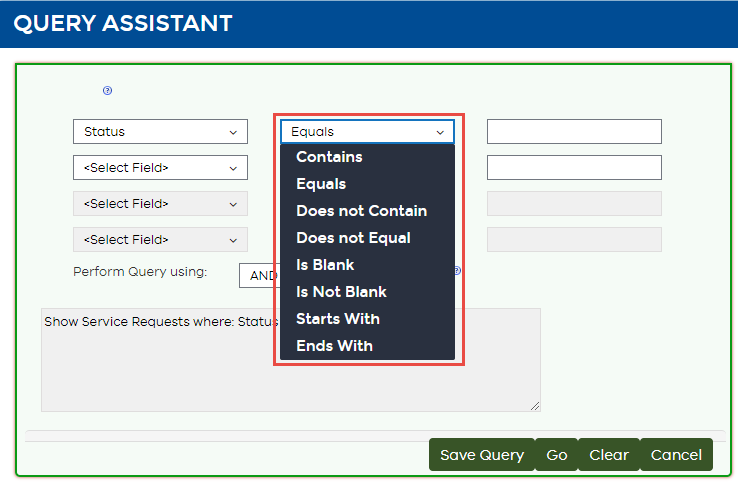 QUERY ASSISTANT
?
Status Equals
Contains
<Select Field>
Equals
<Select Field> Does not Contain
<Select Field> Does not Equal
Perform Query using: AND Is Blank ?
Is Not Blank
Show Service Requests where: Status Starts With
Ends With
Save Query Go Clear Cancel